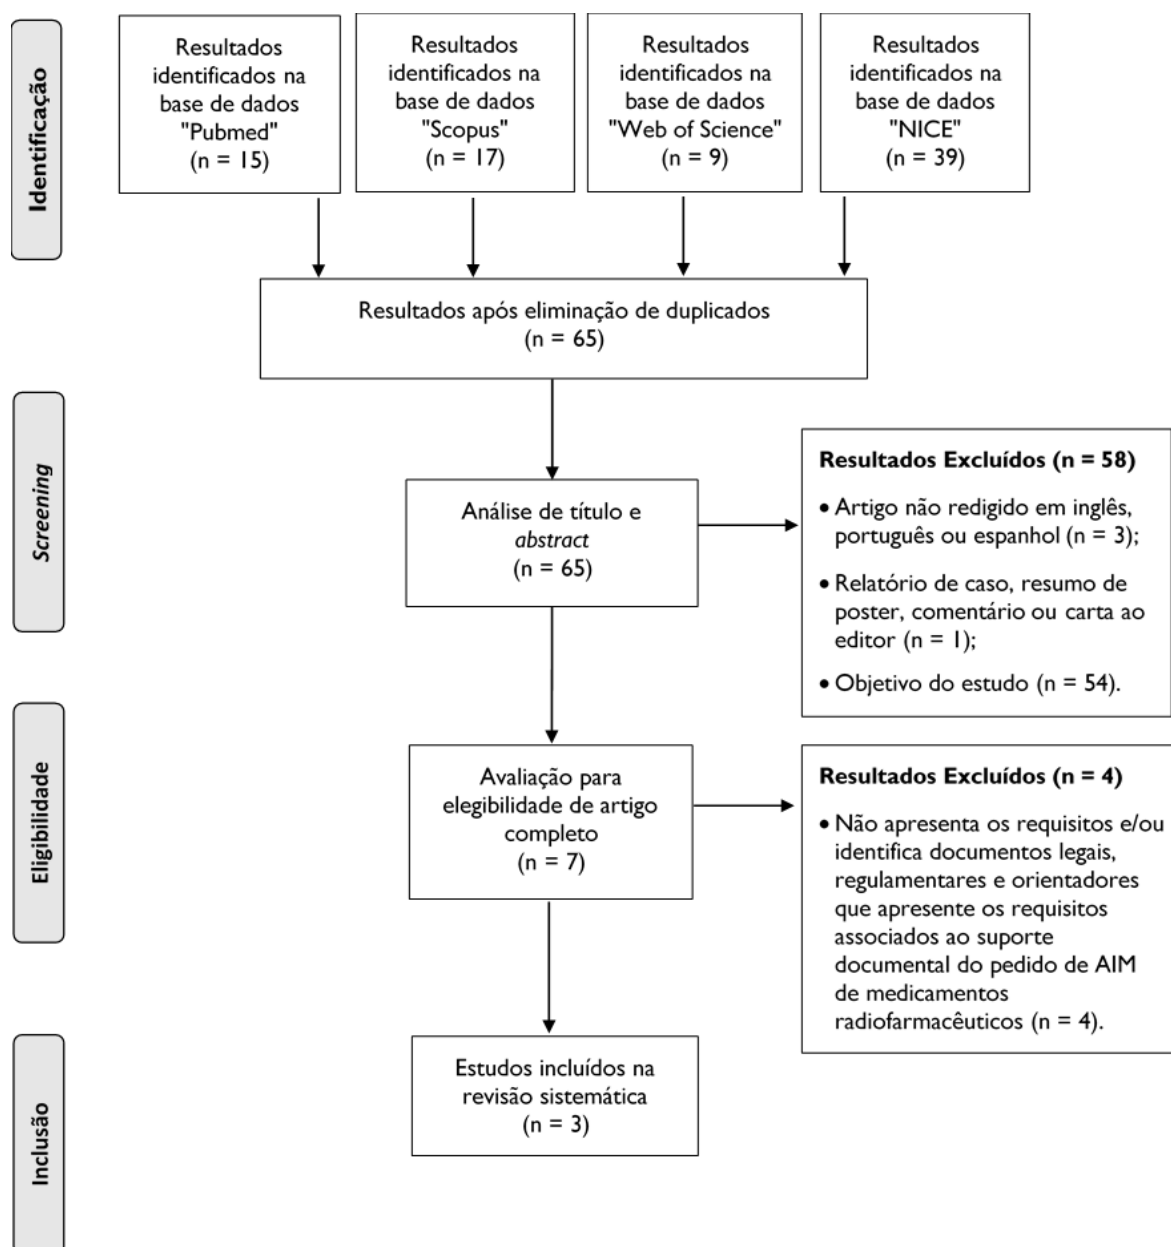 Identificação
Resultados
identificados na
base de dados
"Pubmed"
(n = 15)
Resultados
identificados na
base de dados
"Scopus"
(n = 17)
Resultados
identificados na
base de dados
"Web of Science"
(n = 9)
Resultados
identificados na
base de dados
"NICE"
(n = 39)
Resultados após eliminação de duplicados
(n = 65)
Screening
Análise de título e
abstract
(n = 65)
Resultados Excluídos (n = 58)
• Artigo não redigido em inglês,
português ou espanhol (n = 3);
• Relatório de caso, resumo de
poster, comentário ou carta ao
editor (n = 1);
• Objetivo do estudo (n = 54).
Eligibilidade
Avaliação para
elegibilidade de artigo
completo
(n = 7)
Resultados Excluídos (n = 4)
• Não apresenta os requisitos e/ou
identifica documentos legais,
regulamentares e orientadores
que apresente os requisitos
associados ao suporte
documental do pedido de AIM
de medicamentos
radiofarmacêuticos (n = 4).
Inclusão
Estudos incluídos na
revisão sistemática
(n = 3)